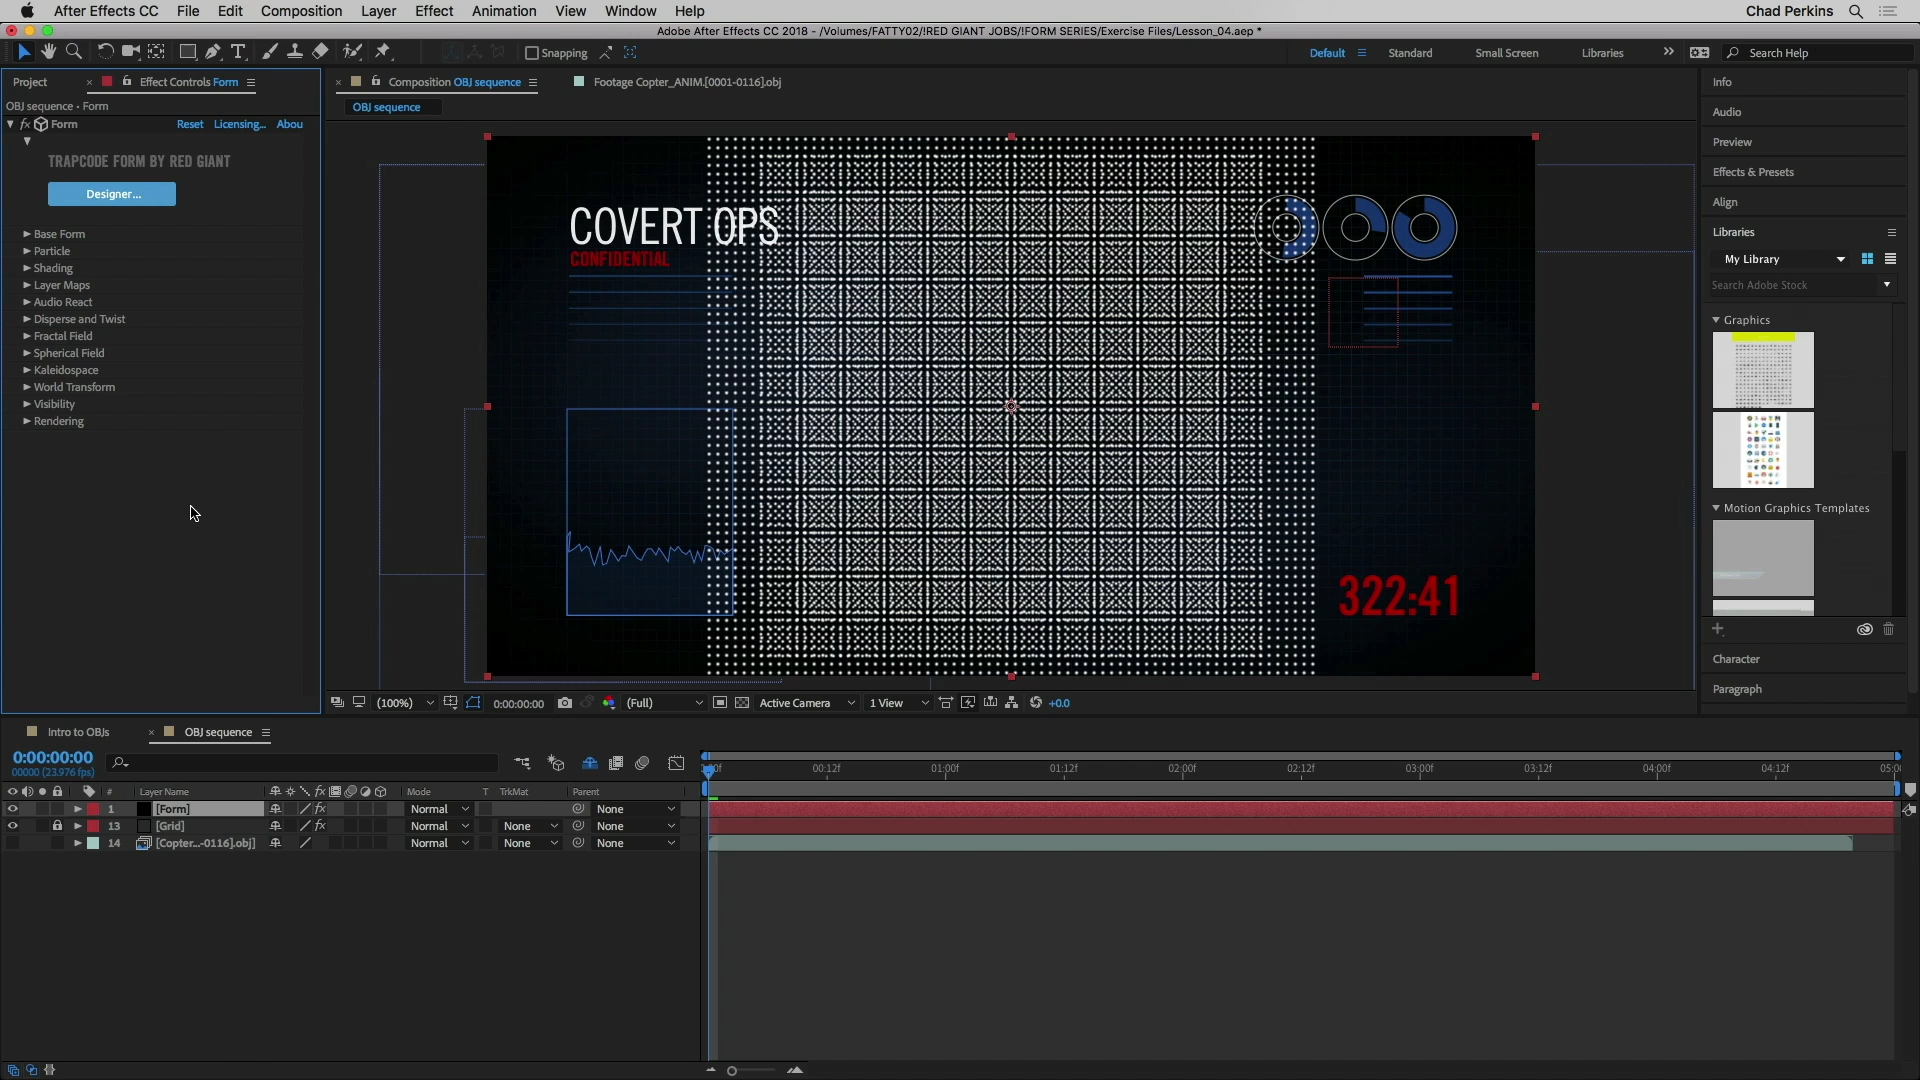 After Effects CC File Edit Composition Layer Effect Animation View Window Help Chad Perkins
Adobe After Effects CC 2018 - /Volumes/FATTY02/!RED GIANT JOBS/!FORM SERIES/Exercise Files/Lesson_04.aep *
Snapping Default Standard Small Screen Libraries Search Help
Project Effect Controls Form Composition OBJ sequence Footage Copter_ANIM.[0001-0116].obj Info
OBJ sequence • Form OBJ sequence
Audio
fx Form Reset Licensing... Abou
Preview
TRAPCODE FORM BY RED GIANT
Effects & Presets
Designer...
Align
COVERT OPS
CONFIDENTIAL
Base Form
Particle
Shading
Layer Maps
Audio React
Disperse and Twist
Fractal Field
Spherical Field
Kaleidospace
World Transform
Visibility
Rendering
Libraries
My Library
Search Adobe Stock
Graphics
Motion Graphics Templates
322:41
Character
Paragraph
(100%) 0:00:00:00 (Full) Active Camera 1 View +0.0
Intro to OBJs OBJ sequence
0:00:00:00
00000 (23.976 fps)
00:12f 01:00f 01:12f 02:00f 02:12f 03:00f 03:12f 04:00f 04:12f
# Layer Name fx Mode T TrkMat Parent
1 [Form] fx Normal None
13 [Grid] fx Normal None None
14 [Copter...-0116].obj] Normal None None